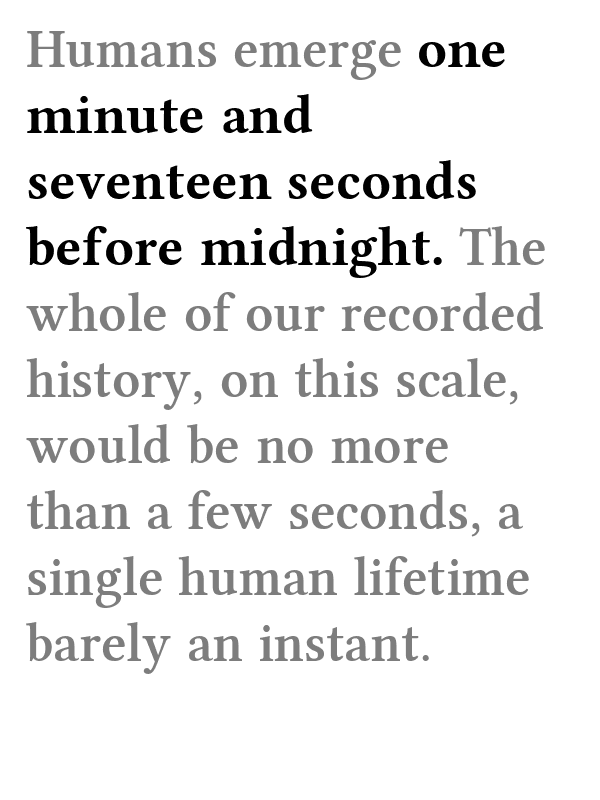 Humans emerge one
minute and
seventeen seconds
before midnight. The
whole of our recorded
history, on this scale,
would be no more
than a few seconds, a
single human lifetime
barely an instant.